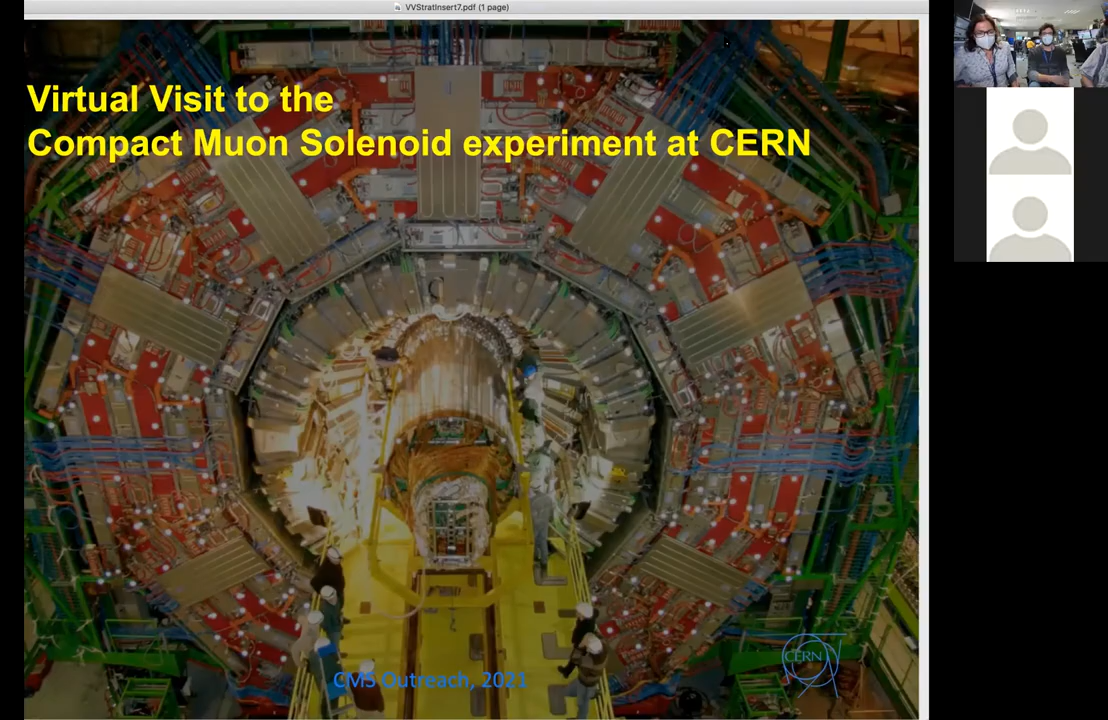 VVStratInsert7.pdf (1 page)
Virtual Visit to the
Compact Muon Solenoid experiment at CERN
CMS Outreach, 2021
CERN